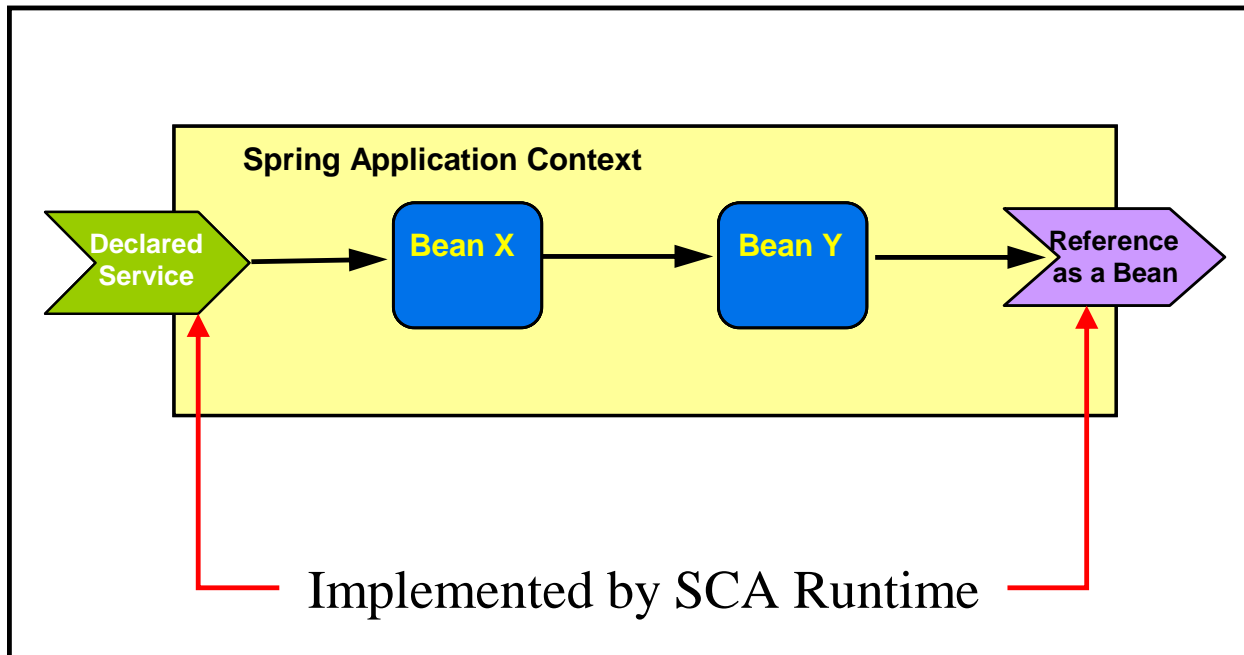 Spring Application Context
Declared
Service
Bean X
Bean Y
Reference
as a Bean
Implemented by SCA Runtime